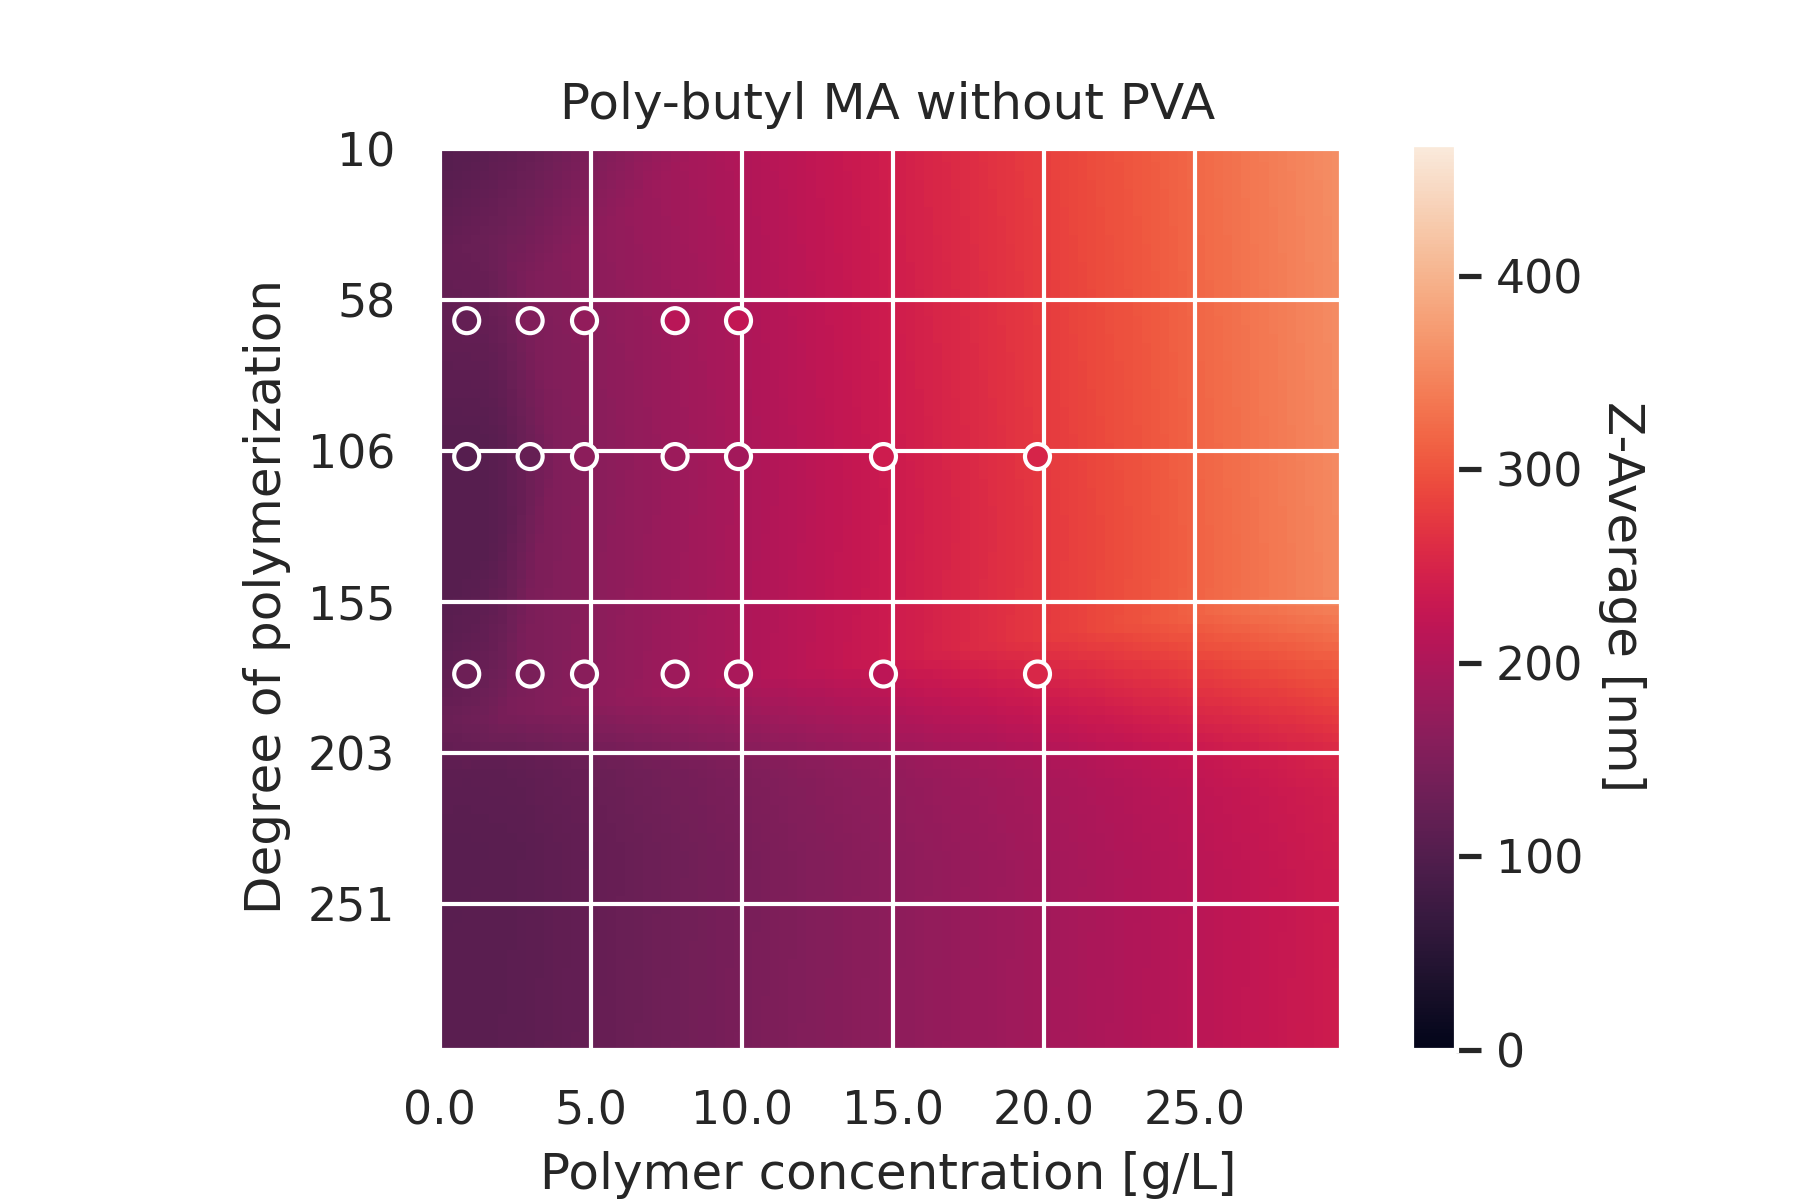 Poly-butyl MA without PVA
10
58
106
155
203
251
Degree of polymerization
0.0 5.0 10.0 15.0 20.0 25.0
Polymer concentration [g/L]
400
300
200
100
0
Z-Average [nm]